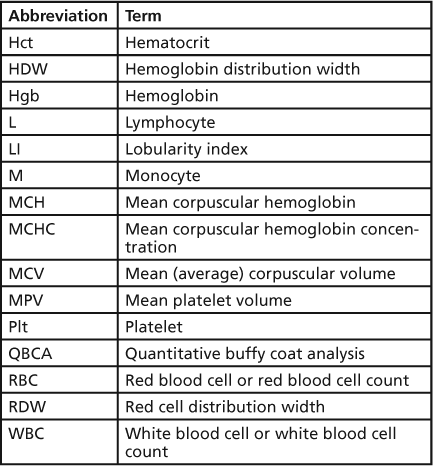 Abbreviation Term
Hct Hematocrit
HDW Hemoglobin distribution width
Hgb Hemoglobin
L Lymphocyte
LI Lobularity index
M Monocyte
MCH Mean corpuscular hemoglobin
MCHC Mean corpuscular hemoglobin concen-
tration
MCV Mean (average) corpuscular volume
MPV Mean platelet volume
Plt Platelet
QBCA Quantitative buffy coat analysis
RBC Red blood cell or red blood cell count
RDW Red cell distribution width
WBC White blood cell or white blood cell
count